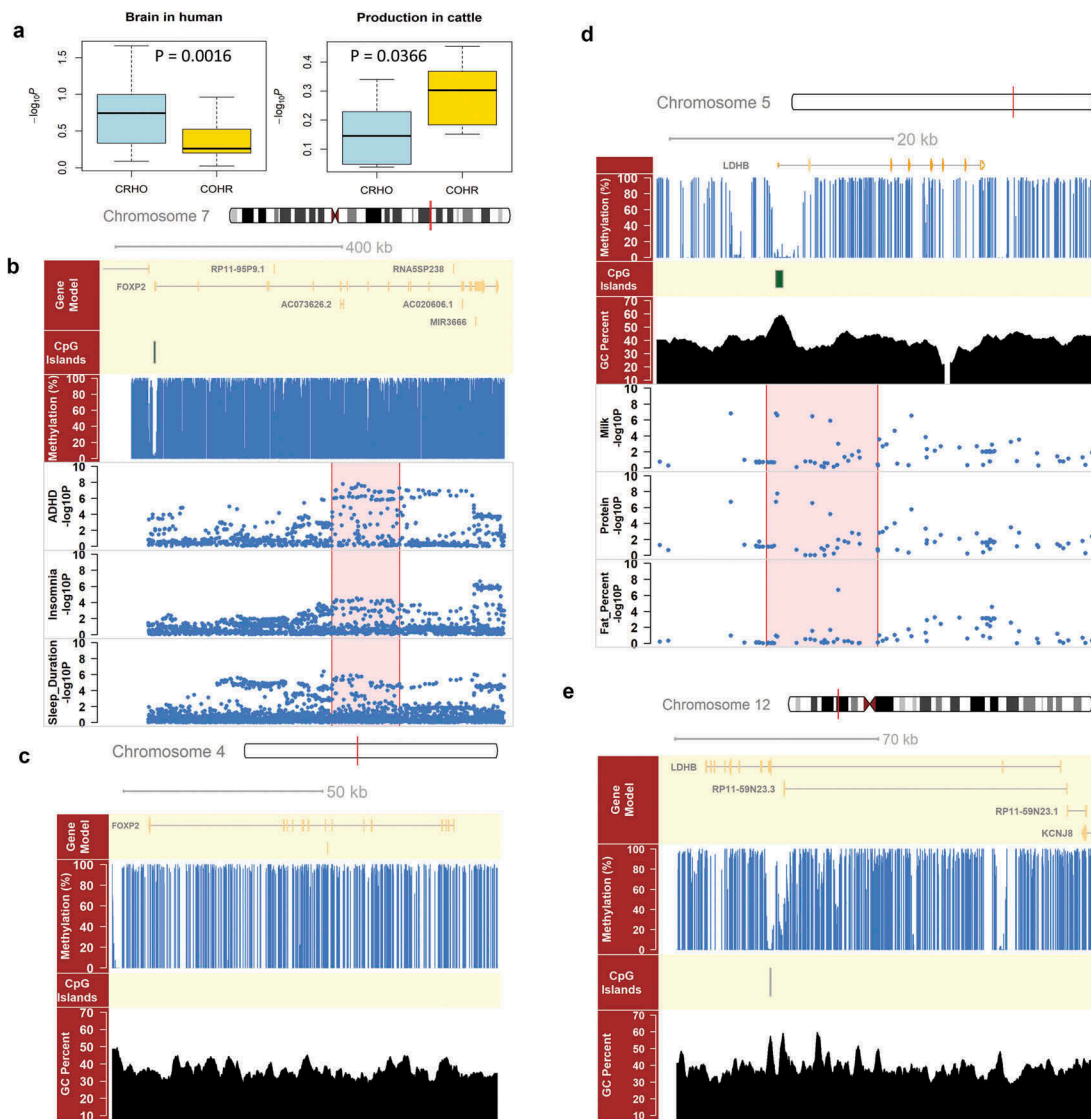 a
Brain in human
Production in cattle
P = 0.0016
P = 0.0366
−log10P
1.5
1.0
0.5
0.0
CRHO
COHR
−log10P
0.4
0.3
0.2
0.1
CRHO
COHR
Chromosome 7
400 kb
b
Gene Model
RP11-95P9.1
RNA5SP238
FOXP2
AC073626.2
AC020606.1
MIR3666
CpG Islands
Methylation (%)
100
80
60
40
20
0
ADHD
-log10P
10
8
6
4
2
0
Insomia
-log10P
10
8
6
4
2
0
Sleep_Duration
-log10P
10
8
6
4
2
0
c
Chromosome 4
50 kb
Gene Model
FOXP2
Methylation (%)
100
80
60
40
20
0
CpG Islands
GC Percent
70
60
50
40
30
20
10
d
Chromosome 5
20 kb
LDHB
Methylation (%)
100
80
60
40
20
0
CpG Islands
GC Percent
70
60
50
40
30
20
10
Milk
-log10P
10
8
6
4
2
0
Protein
-log10P
10
8
6
4
2
0
Fat_Percent
-log10P
10
8
6
4
2
0
e
Chromosome 12
70 kb
Gene Model
LDHB
RP11-59N23.3
RP11-59N23.1
KCNJ8
Methylation (%)
100
80
60
40
20
0
CpG Islands
GC Percent
70
60
50
40
30
20
10